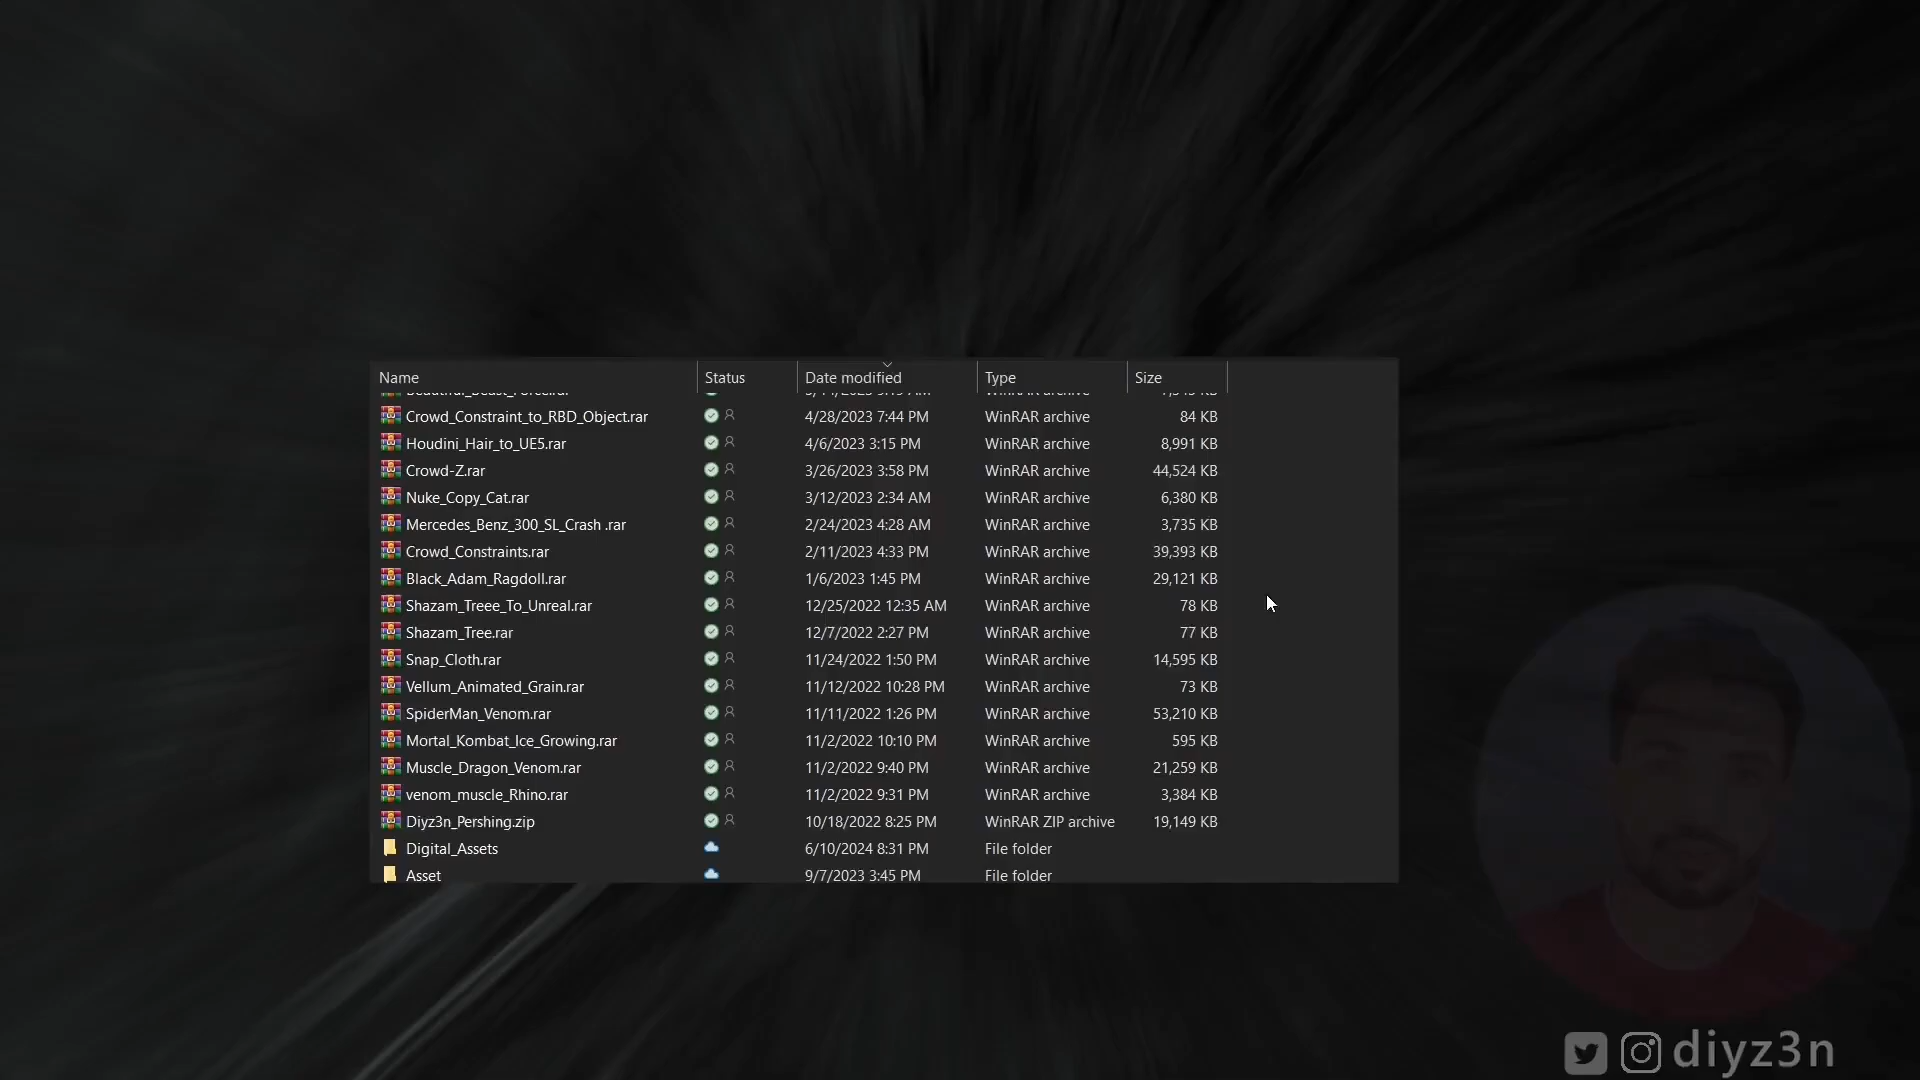 Name Status Date modified Type Size
Crowd_Constraint_to_RBD_Object.rar 4/28/2023 7:44 PM WinRAR archive 84 KB
Houdini_Hair_to_UE5.rar 4/6/2023 3:15 PM WinRAR archive 8,991 KB
Crowd-Z.rar 3/26/2023 3:58 PM WinRAR archive 44,524 KB
Nuke_Copy_Cat.rar 3/12/2023 2:34 AM WinRAR archive 6,380 KB
Mercedes_Benz_300_SL_Crash .rar 2/24/2023 4:28 AM WinRAR archive 3,735 KB
Crowd_Constraints.rar 2/11/2023 4:33 PM WinRAR archive 39,393 KB
Black_Adam_Ragdoll.rar 1/6/2023 1:45 PM WinRAR archive 29,121 KB
Shazam_Treee_To_Unreal.rar 12/25/2022 12:35 AM WinRAR archive 78 KB
Shazam_Tree.rar 12/7/2022 2:27 PM WinRAR archive 77 KB
Snap_Cloth.rar 11/24/2022 1:50 PM WinRAR archive 14,595 KB
Vellum_Animated_Grain.rar 11/12/2022 10:28 PM WinRAR archive 73 KB
SpiderMan_Venom.rar 11/11/2022 1:26 PM WinRAR archive 53,210 KB
Mortal_Kombat_Ice_Growing.rar 11/2/2022 10:10 PM WinRAR archive 595 KB
Muscle_Dragon_Venom.rar 11/2/2022 9:40 PM WinRAR archive 21,259 KB
venom_muscle_Rhino.rar 11/2/2022 9:31 PM WinRAR archive 3,384 KB
Diyz3n_Pershing.zip 10/18/2022 8:25 PM WinRAR ZIP archive 19,149 KB
Digital_Assets 6/10/2024 8:31 PM File folder
Asset 9/7/2023 3:45 PM File folder
diyz3n